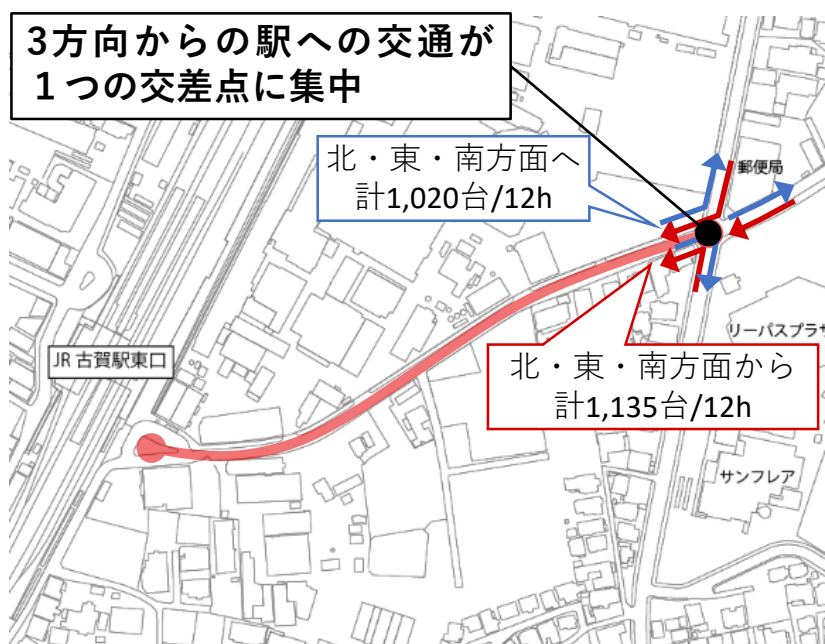 3方向からの駅への交通が
1つの交差点に集中
北・東・南方面へ
計1,020台/12h
郵便局
リーパスプラザ
JR 古賀駅東口
北・東・南方面から
計1,135台/12h
サンフレア